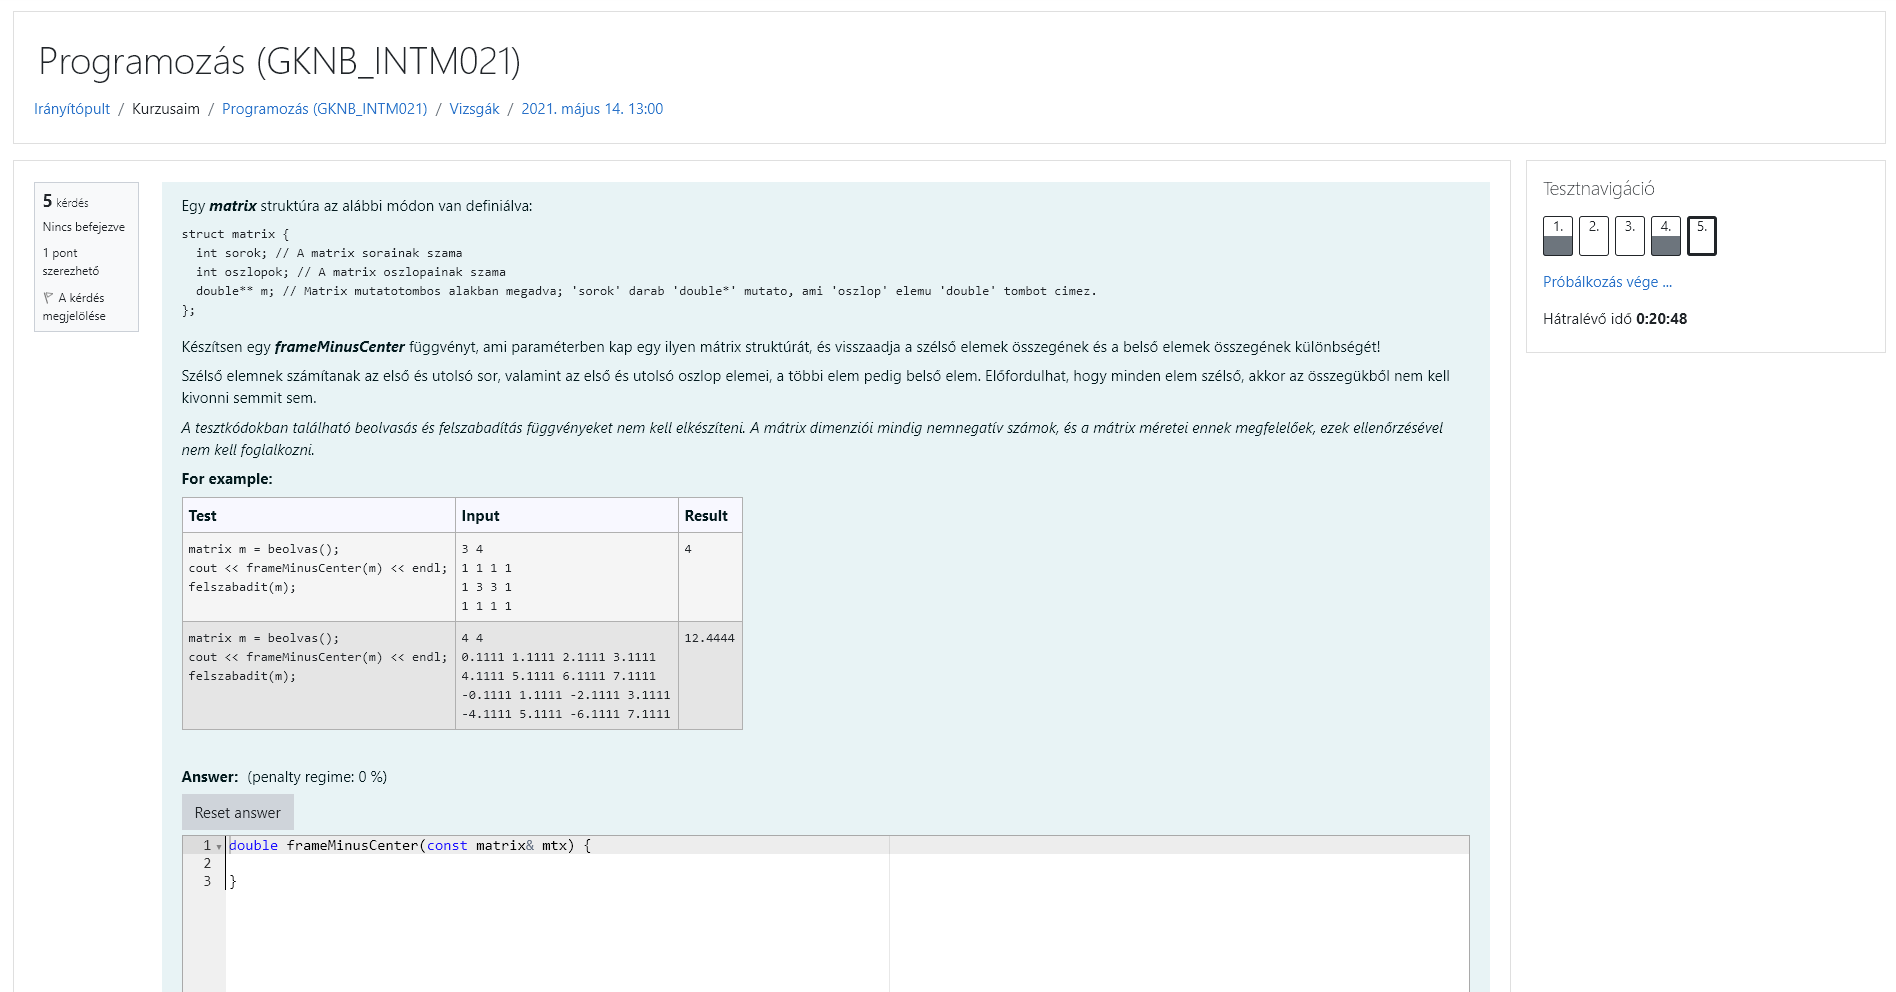 Programozás (GKNB_INTM021)
Irányítópult / Kurzusaim / Programozás (GKNB_INTM021) / Vizsgák / 2021. május 14. 13:00
5 kérdés
Nincs befejezve
1 pont
szerezhető
A kérdés
megjelölése
Egy matrix struktúra az alábbi módon van definiálva:
struct matrix {
  int sorok; // A matrix sorainak szama
  int oszlopok; // A matrix oszlopainak szama
  double** m; // Matrix mutatotombos alakban megadva; 'sorok' darab 'double*' mutato, ami 'oszlop' elemu 'double' tombot cimez.
};
Készítsen egy frameMinusCenter függvényt, ami paraméterben kap egy ilyen mátrix struktúrát, és visszaadja a szélső elemek összegének és a belső elemek összegének különbségét!
Szélső elemnek számítanak az első és utolsó sor, valamint az első és utolsó oszlop elemei, a többi elem pedig belső elem. Előfordulhat, hogy minden elem szélső, akkor az összegükből nem kell
kivonni semmit sem.
A tesztkódokban található beolvasás és felszabadítás függvényeket nem kell elkészíteni. A mátrix dimenziói mindig nemnegatív számok, és a mátrix méretei ennek megfelelőek, ezek ellenőrzésével
nem kell foglalkozni.
For example:
Test Input Result
matrix m = beolvas(); 3 4 4
cout << frameMinusCenter(m) << endl; 1 1 1 1
felszabadit(m); 1 3 3 1
1 1 1 1
matrix m = beolvas(); 4 4 12.4444
cout << frameMinusCenter(m) << endl; 0.1111 1.1111 2.1111 3.1111
felszabadit(m); 4.1111 5.1111 6.1111 7.1111
-0.1111 1.1111 -2.1111 3.1111
-4.1111 5.1111 -6.1111 7.1111
Answer: (penalty regime: 0 %)
Reset answer
1 double frameMinusCenter(const matrix& mtx) {
2
3 }
Tesztnavigáció
1. 2. 3. 4. 5.
Próbálkozás vége ...
Hátralévő idő 0:20:48